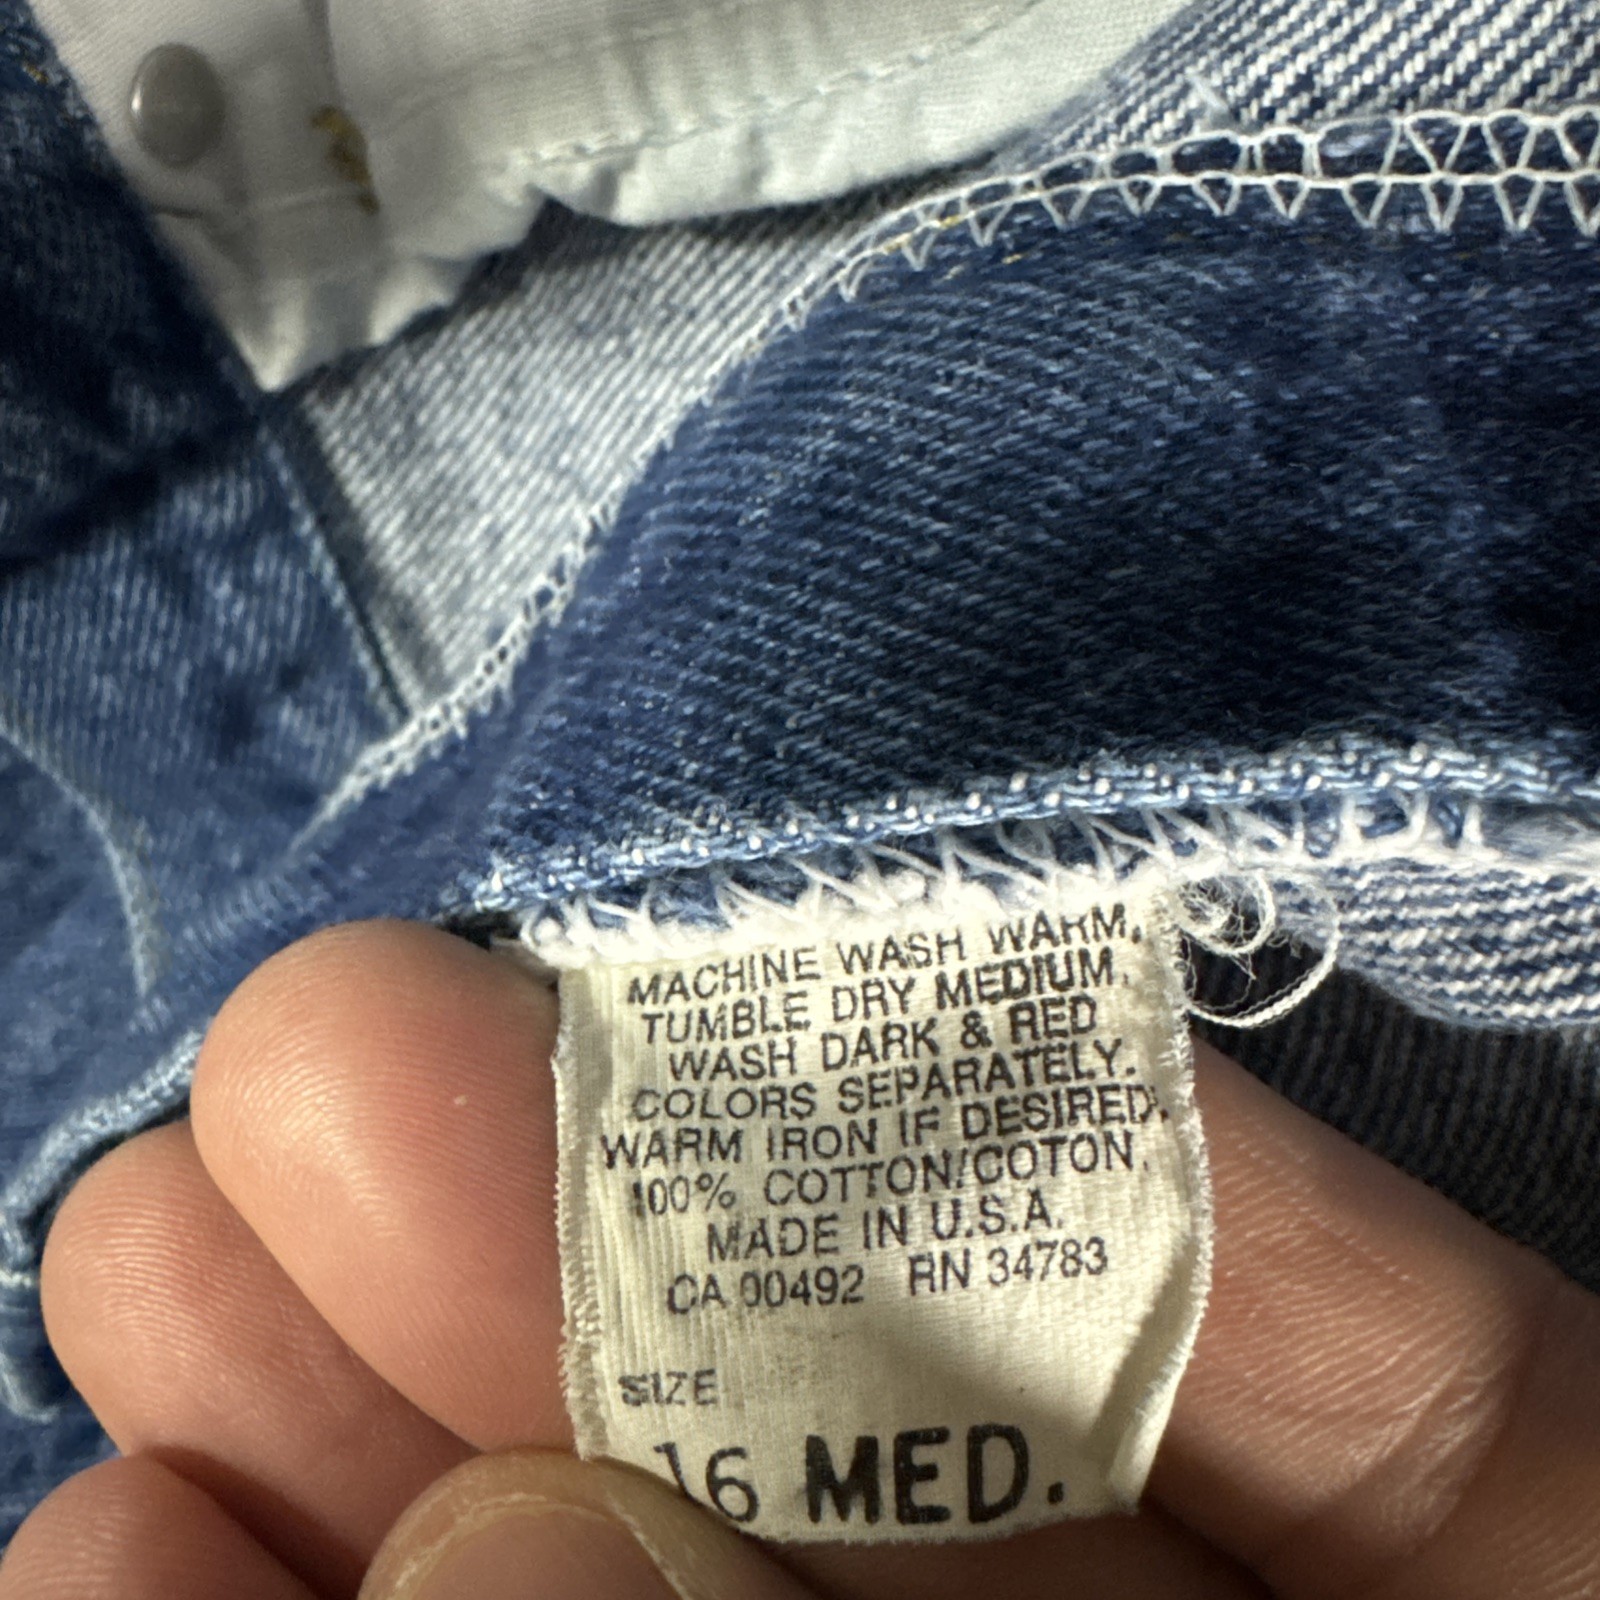 MACHINE WASH WARM.
TUMBLE DRY MEDIUM.
WASH DARK & RED
COLORS SEPARATELY.
WARM IRON IF DESIRED.
100% COTTON/COTON.
MADE IN U.S.A.
CA 00492 RN 34783
SIZE
16 MED.